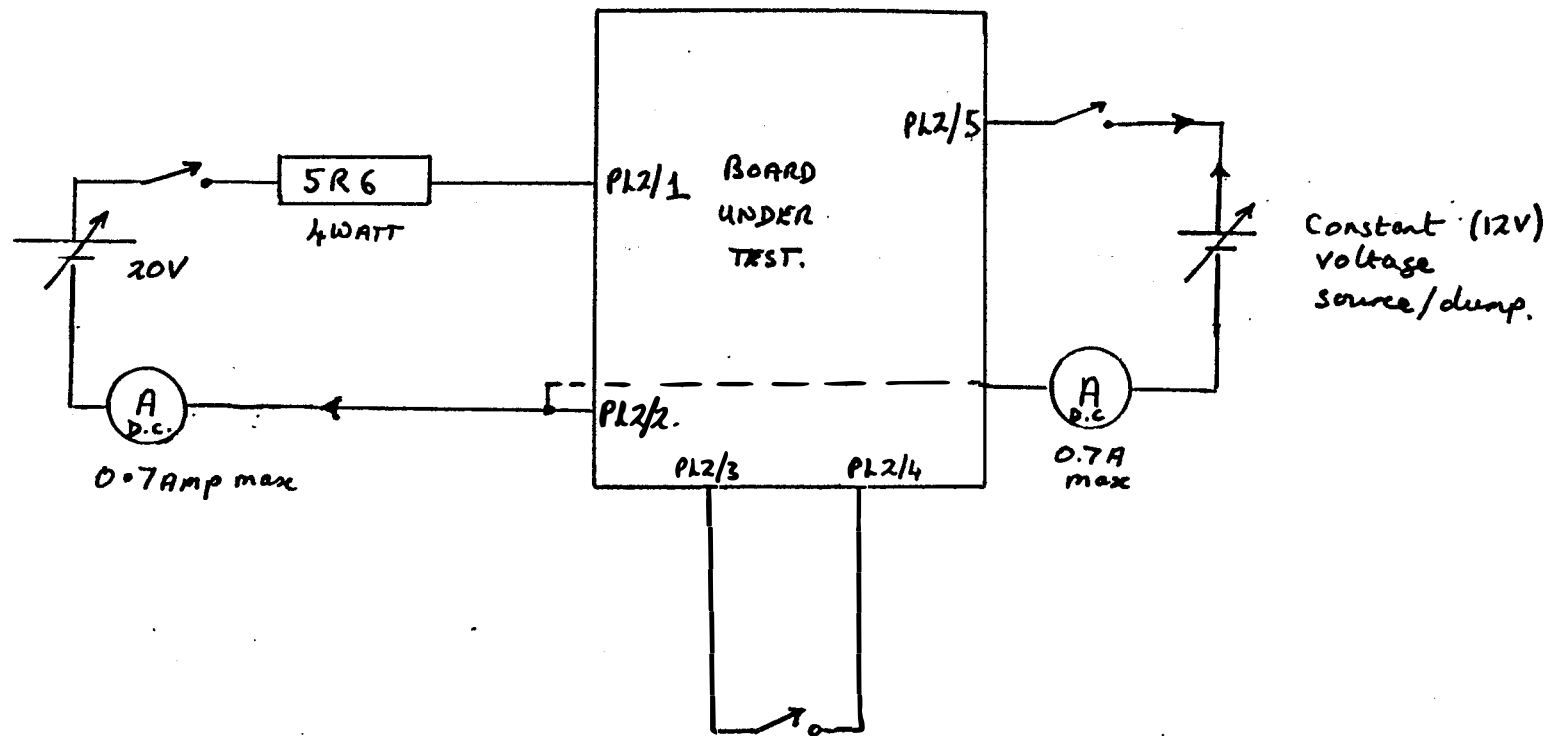 PL2/5
BOARD
UNDER
TEST.
5R6
4WATT
PL2/1
20V
Constant (12V)
voltage
source/dump.
A
D.C.
0.7Amp max
PL2/2.
A
D.C
0.7A
max
PL2/3
PL2/4